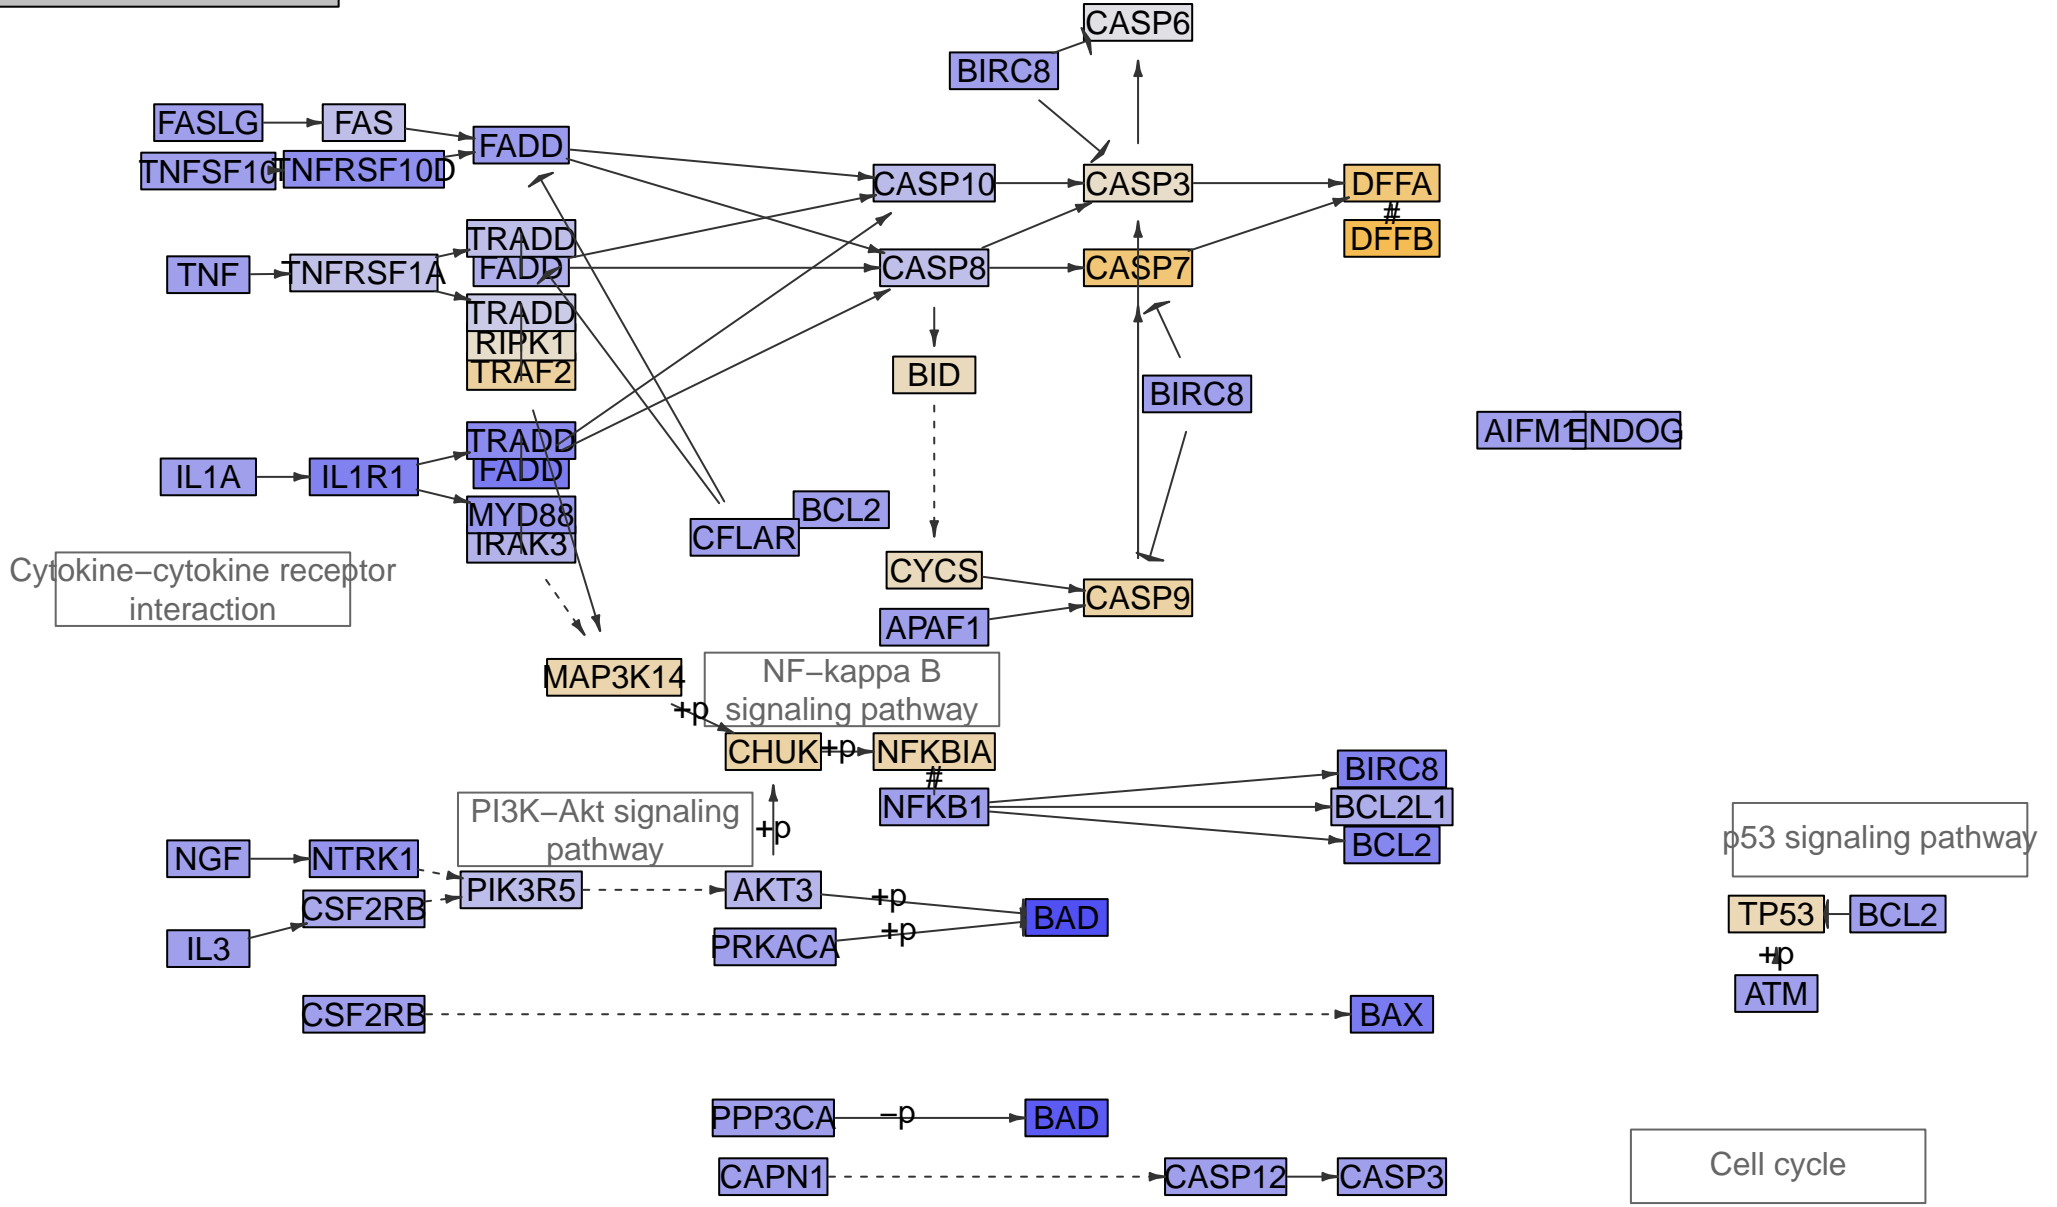 CASP6
BIRC8
FASLG
FAS
FADD
TNFSF10
TNFRSF10D
CASP10
CASP3
DFFA
#
DFFB
TRADD
FADD
TNF
TNFRSF1A
CASP8
CASP7
TRADD
RIPK1
TRAF2
BID
BIRC8
TRADD
FADD
AIFM1
ENDOG
IL1A
IL1R1
MYD88
IRAK3
BCL2
CFLAR
Cytokine−cytokine receptor
interaction
CYCS
CASP9
APAF1
MAP3K14
NF−kappa B
signaling pathway
+p
CHUK
+p
NFKBIA
#
NFKB1
BIRC8
BCL2L1
BCL2
PI3K−Akt signaling
pathway
+p
p53 signaling pathway
NGF
NTRK1
PIK3R5
AKT3
+p
CSF2RB
BAD
TP53
BCL2
IL3
PRKACA
+p
+p
ATM
CSF2RB
BAX
PPP3CA
−p
BAD
CAPN1
CASP12
CASP3
Cell cycle